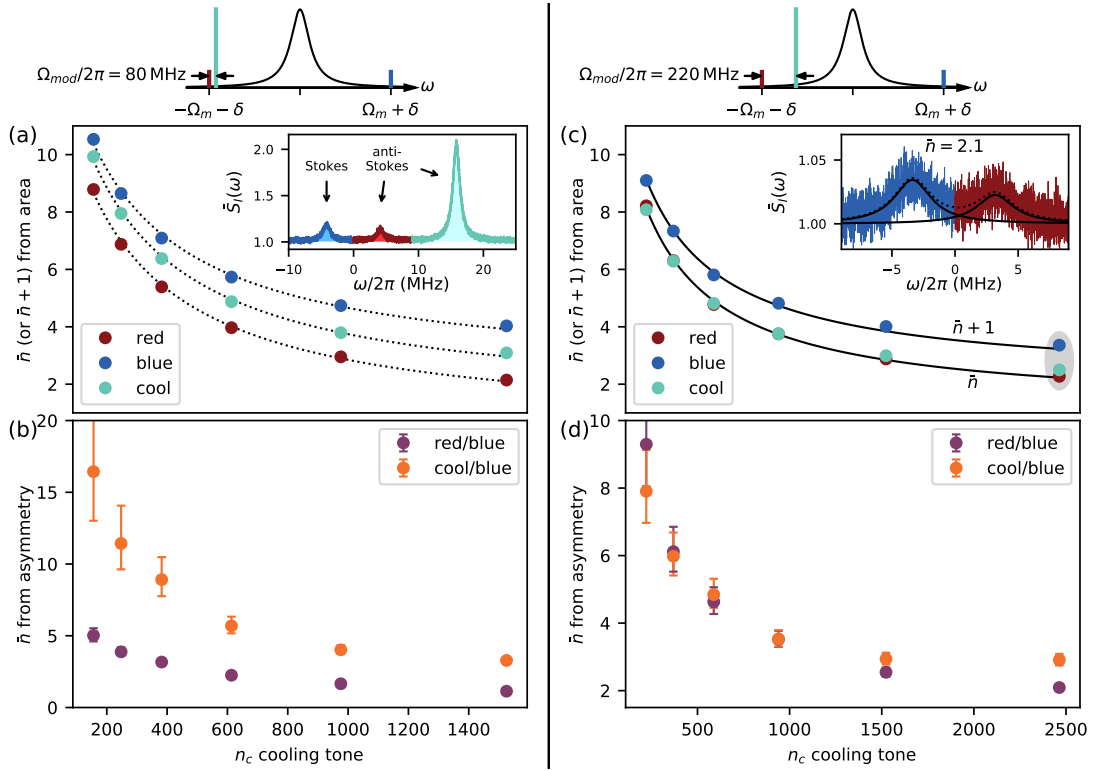 Ω_mod/2π = 80 MHz
ω
−Ω_m − δ
Ω_m + δ
(a)
n̄ (or n̄ + 1) from area
10
8
6
4
2
red
blue
cool
S̄_I(ω)
2.0
1.5
1.0
Stokes
anti-
Stokes
−10
0
10
20
ω/2π (MHz)
(b)
n̄ from asymmetry
20
15
10
5
0
red/blue
cool/blue
200
400
600
800
1000
1200
1400
n_c cooling tone
Ω_mod/2π = 220 MHz
ω
−Ω_m − δ
Ω_m + δ
(c)
n̄ (or n̄ + 1) from area
10
8
6
4
2
red
blue
cool
S̄_I(ω)
1.05
1.00
n̄ = 2.1
−5
0
5
ω/2π (MHz)
n̄ + 1
n̄
(d)
n̄ from asymmetry
10
8
6
4
2
red/blue
cool/blue
500
1000
1500
2000
2500
n_c cooling tone